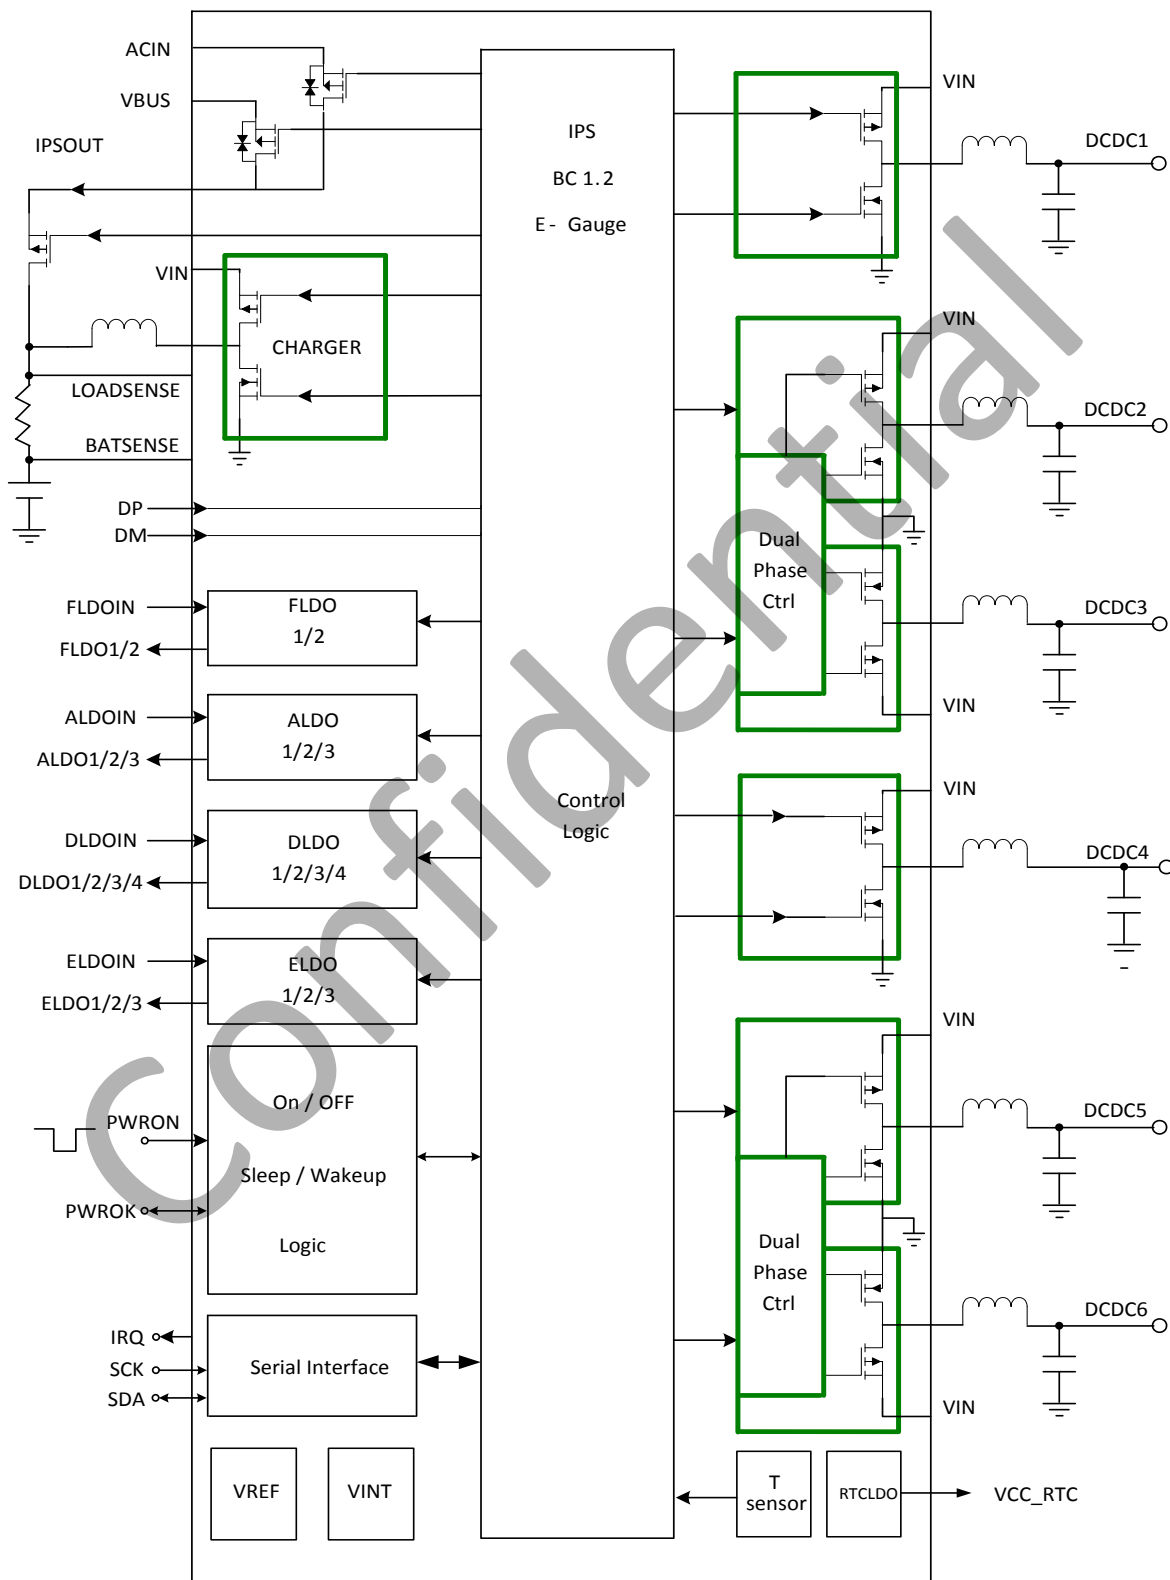 ACIN
VBUS
IPSOUT
VIN
CHARGER
LOADSENSE
BATSENSE
DP
DM
FLDOIN
FLDO1/2
FLDO
1/2
ALDOIN
ALDO1/2/3
ALDO
1/2/3
DLDOIN
DLDO1/2/3/4
DLDO
1/2/3/4
ELDOIN
ELDO1/2/3
ELDO
1/2/3
PWRON
PWROK
On / OFF
Sleep / Wakeup
Logic
IRQ
SCK
SDA
Serial Interface
VREF
VINT
IPS
BC 1.2
E- Gauge
Control
Logic
VIN
DCDC1
VIN
DCDC2
Dual
Phase
Ctrl
DCDC3
VIN
VIN
DCDC4
VIN
DCDC5
Dual
Phase
Ctrl
DCDC6
VIN
T
sensor
RTCLDO
VCC_RTC
Confidential